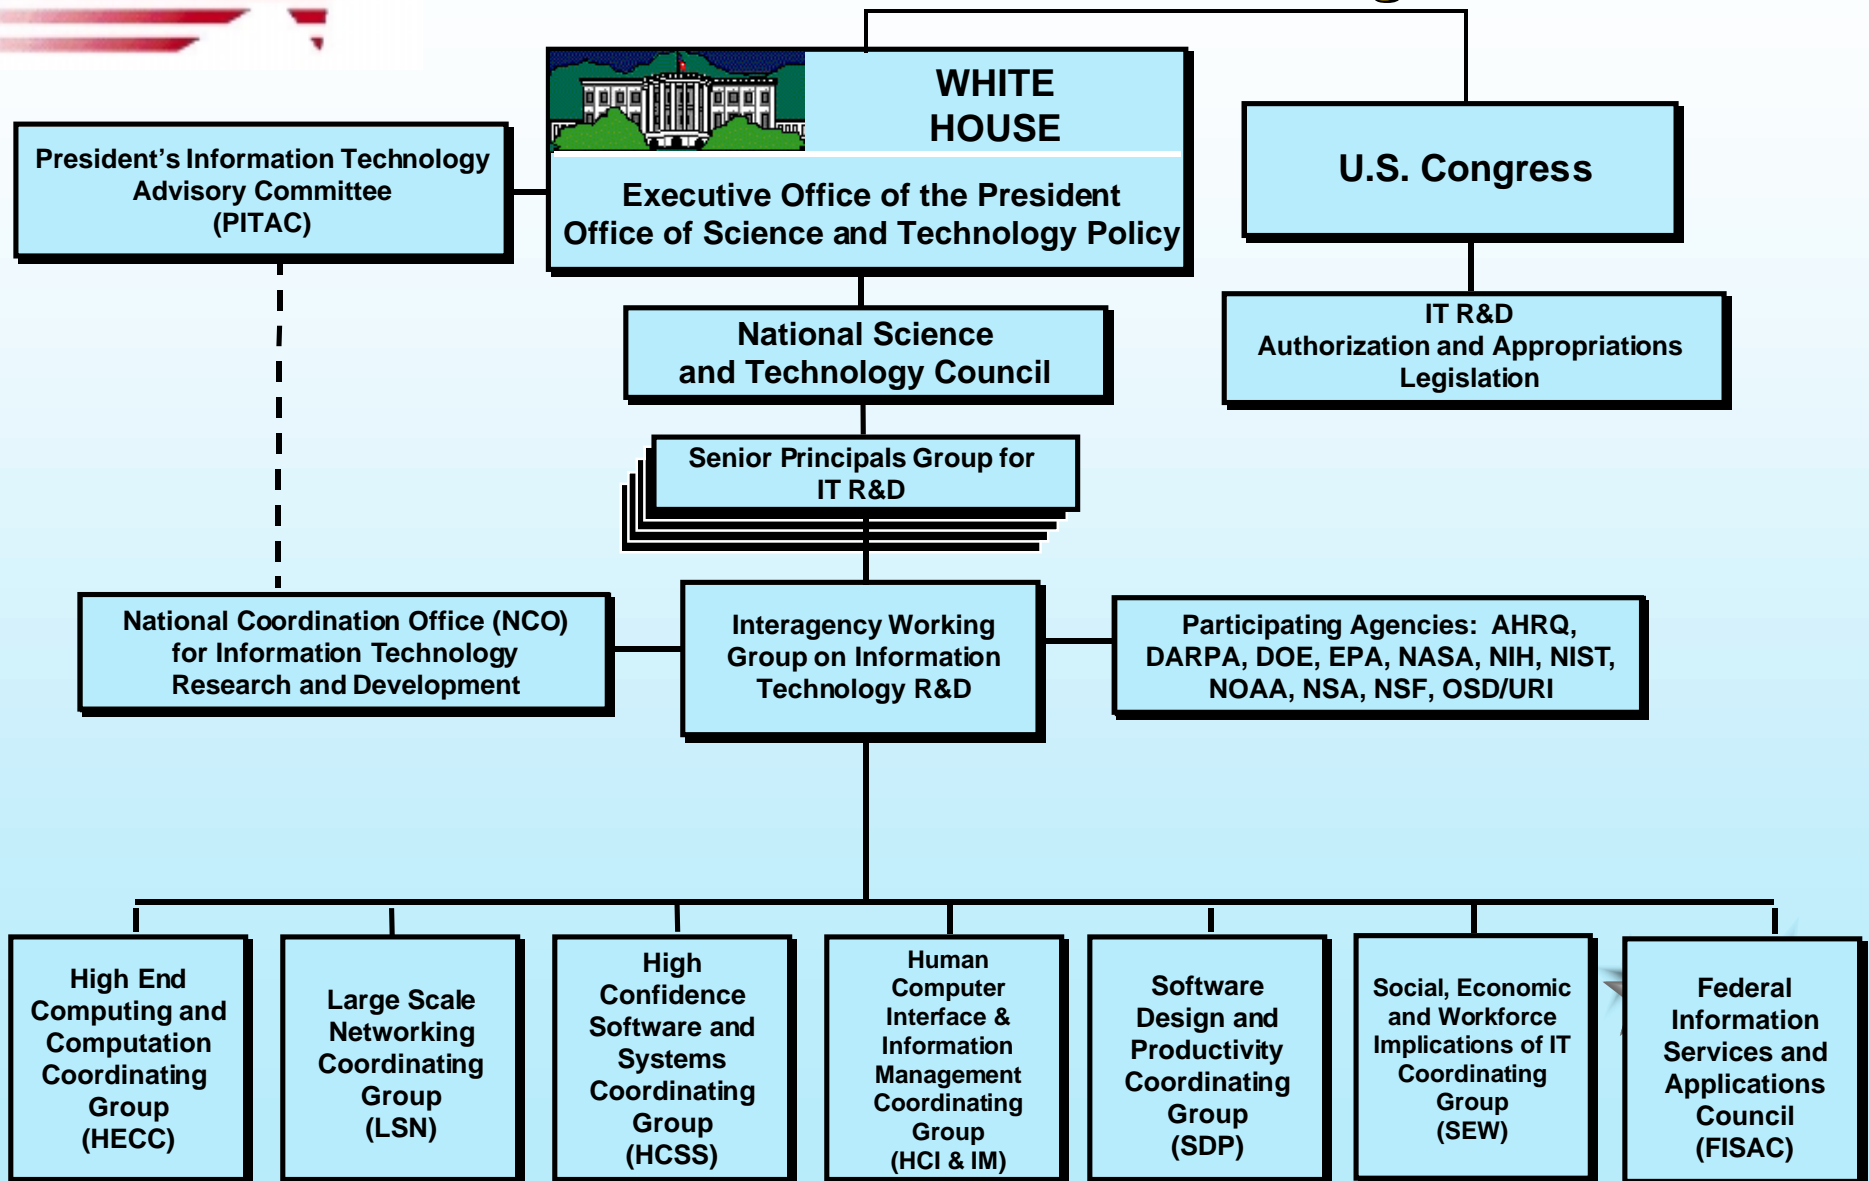 WHITE
HOUSE
Executive Office of the President
Office of Science and Technology Policy
President's Information Technology
Advisory Committee
(PITAC)
U.S. Congress
IT R&D
Authorization and Appropriations
Legislation
National Science
and Technology Council
Senior Principals Group for
IT R&D
National Coordination Office (NCO)
for Information Technology
Research and Development
Interagency Working
Group on Information
Technology R&D
Participating Agencies: AHRQ,
DARPA, DOE, EPA, NASA, NIH, NIST,
NOAA, NSA, NSF, OSD/URI
High End
Computing and
Computation
Coordinating
Group
(HECC)
Large Scale
Networking
Coordinating
Group
(LSN)
High
Confidence
Software and
Systems
Coordinating
Group
(HCSS)
Human
Computer
Interface &
Information
Management
Coordinating
Group
(HCI & IM)
Software
Design and
Productivity
Coordinating
Group
(SDP)
Social, Economic
and Workforce
Implications of IT
Coordinating
Group
(SEW)
Federal
Information
Services and
Applications
Council
(FISAC)